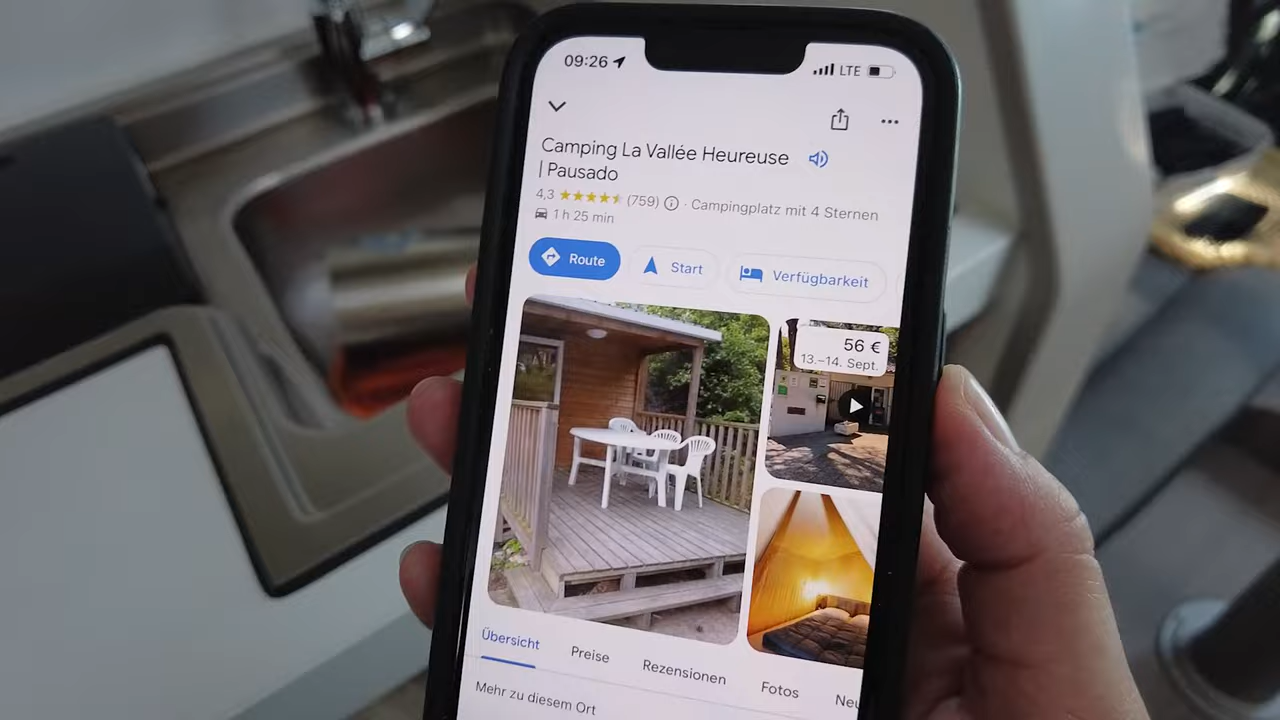 09:26
LTE
Camping La Vallée Heureuse
| Pausado
4,3 (759) · Campingplatz mit 4 Sternen
1 h 25 min
Route
Start
Verfügbarkeit
56 €
13.–14. Sept.
Übersicht
Preise
Rezensionen
Fotos
Neu
Mehr zu diesem Ort